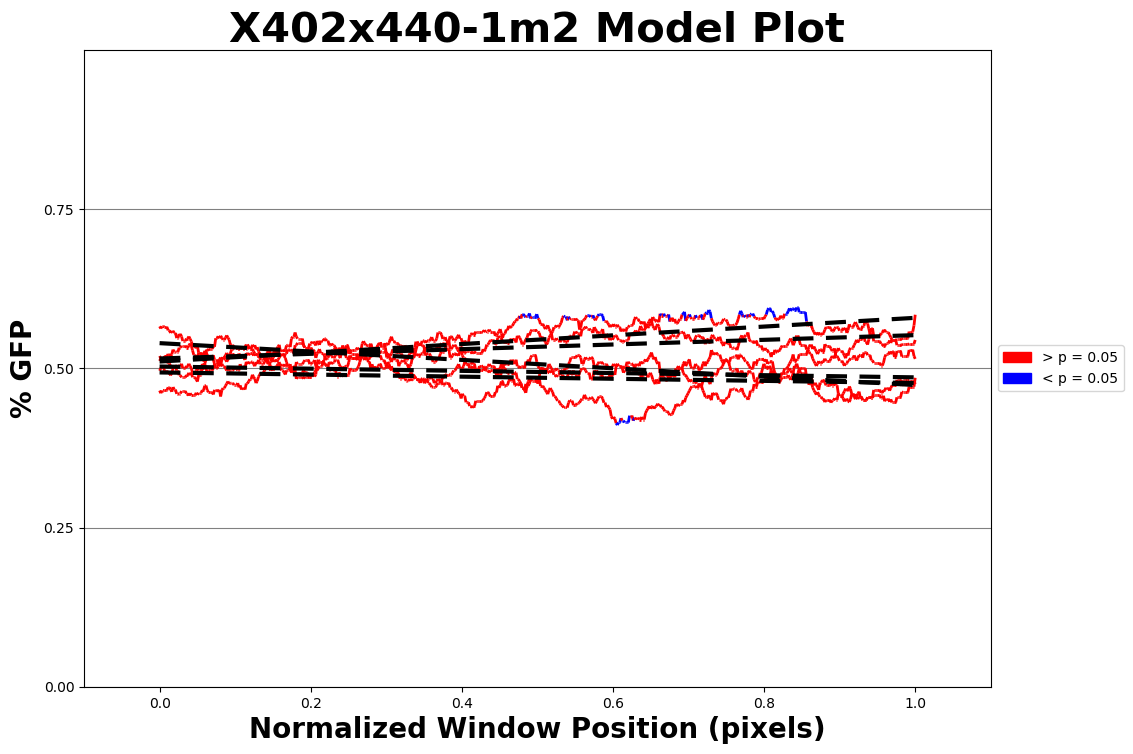 X402x440-1m2 Model Plot
% GFP
0.75
0.50
0.25
0.00
0.0 0.2 0.4 0.6 0.8 1.0
Normalized Window Position (pixels)
> p = 0.05
< p = 0.05